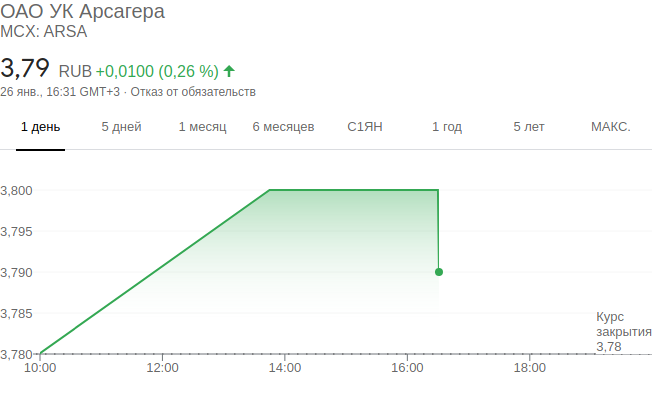 ОАО УК Арсагера
MCX: ARSA
3,79 RUB +0,0100 (0,26 %)
26 янв., 16:31 GMT+3 · Отказ от обязательств
1 день 5 дней 1 месяц 6 месяцев С1ЯН 1 год 5 лет МАКС.
3,800
3,795
3,790
3,785
3,780
Курс
закрытия
3,78
10:00 12:00 14:00 16:00 18:00